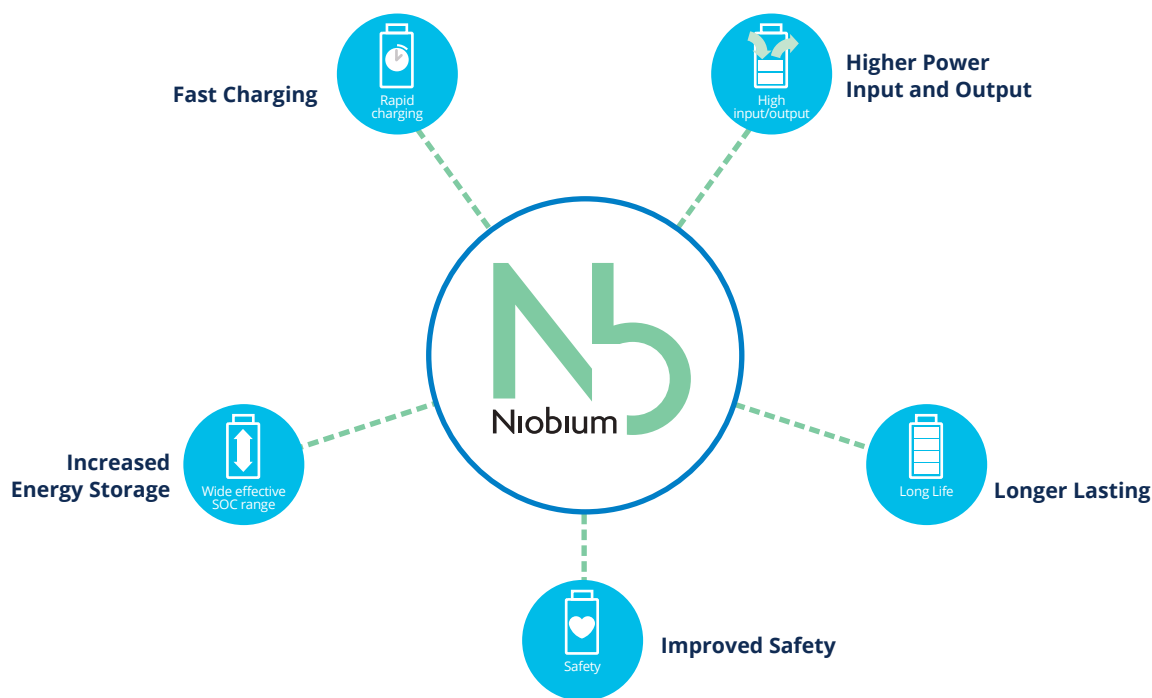 Fast Charging
Rapid
charging
High
input/output
Higher Power
Input and Output
Nb
Niobium
Increased
Energy Storage
Wide effective
SOC range
Long Life
Longer Lasting
Safety
Improved Safety